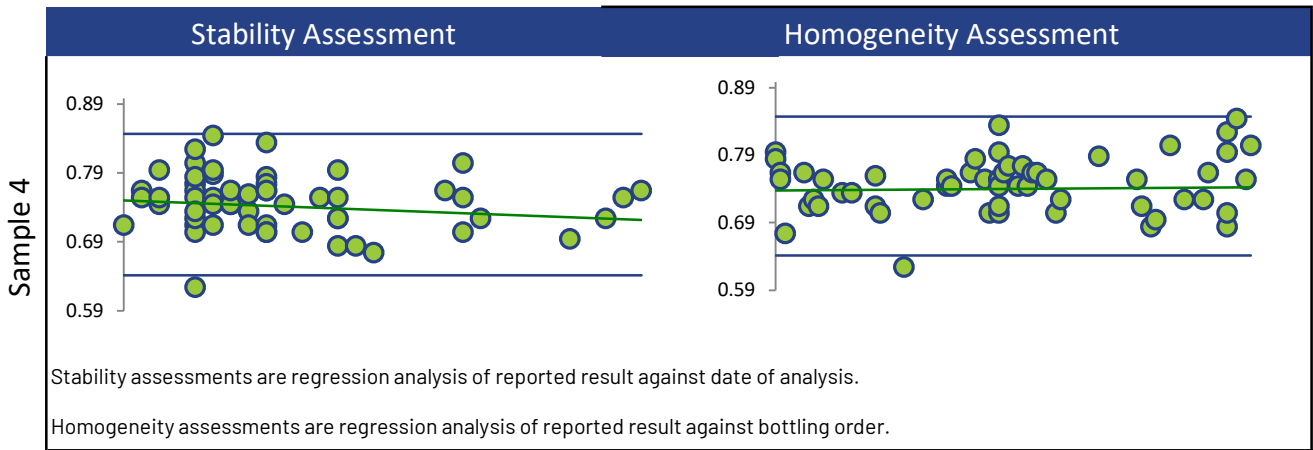 Stability Assessment
Homogeneity Assessment
Sample 4
0.89
0.79
0.69
0.59
0.89
0.79
0.69
0.59
Stability assessments are regression analysis of reported result against date of analysis.
Homogeneity assessments are regression analysis of reported result against bottling order.